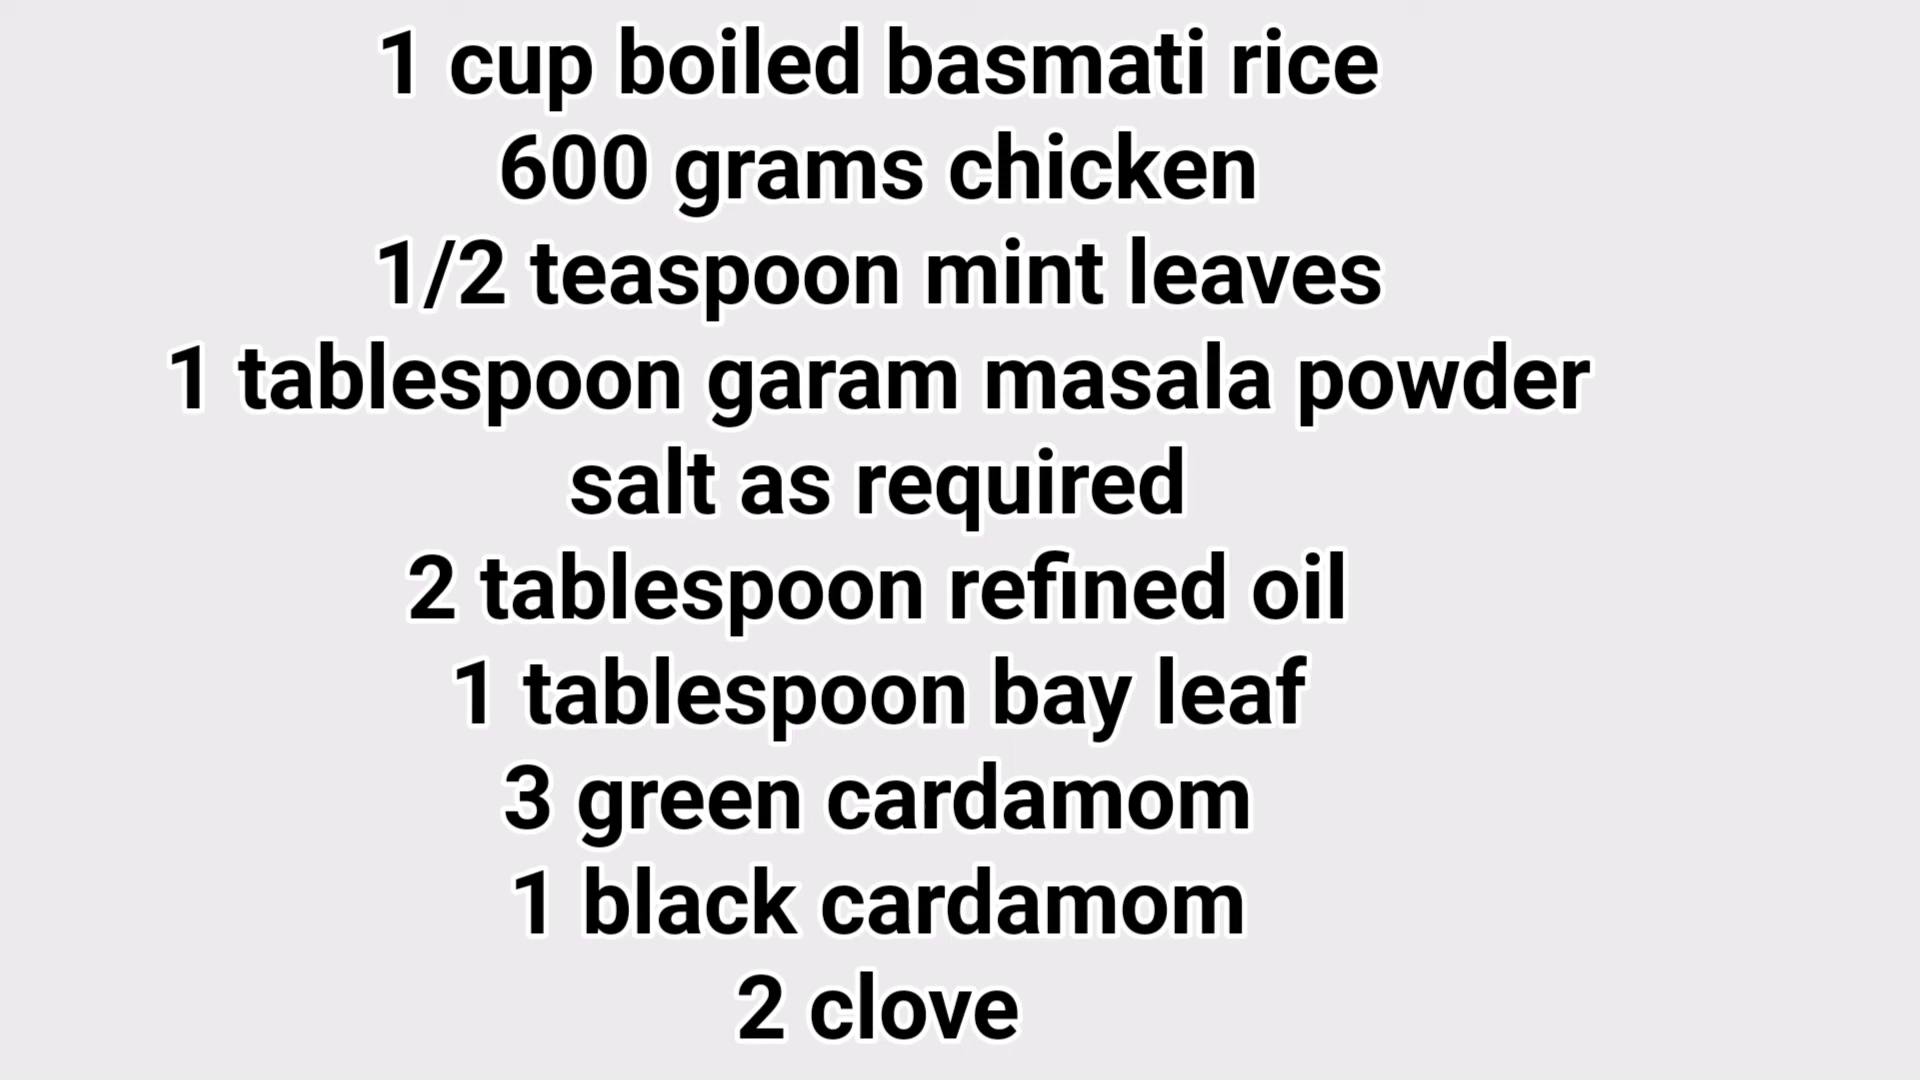 1 cup boiled basmati rice
600 grams chicken
1/2 teaspoon mint leaves
1 tablespoon garam masala powder
salt as required
2 tablespoon refined oil
1 tablespoon bay leaf
3 green cardamom
1 black cardamom
2 clove